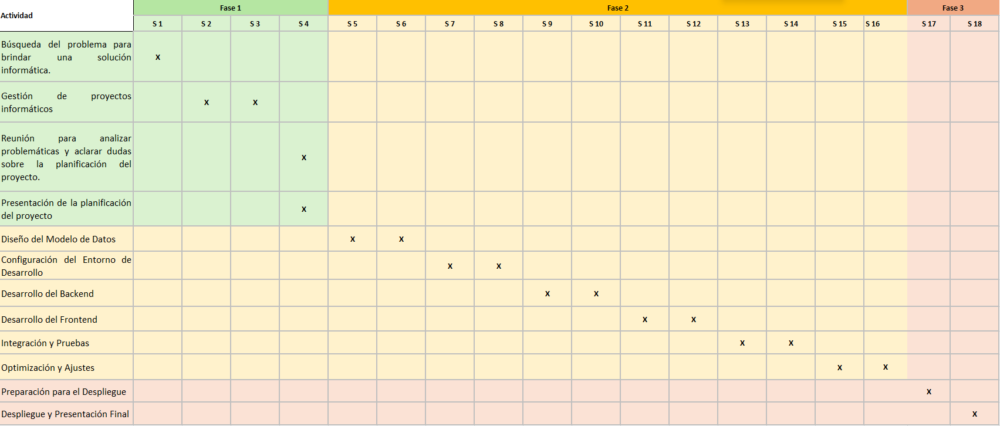 Actividad
Fase 1 Fase 2 Fase 3
S 1 S 2 S 3 S 4 S 5 S 6 S 7 S 8 S 9 S 10 S 11 S 12 S 13 S 14 S 15 S 16 S 17 S 18
Búsqueda del problema para
brindar una solución
informática.
X
Gestión de proyectos
informáticos
X X
Reunión para analizar
problemáticas y aclarar dudas
sobre la planificación del
proyecto.
X
Presentación de la planificación
del proyecto
X
Diseño del Modelo de Datos X X
Configuración del Entorno de
Desarrollo
X X
Desarrollo del Backend X X
Desarrollo del Frontend X X
Integración y Pruebas X X
Optimización y Ajustes X X
Preparación para el Despliegue X
Despliegue y Presentación Final X